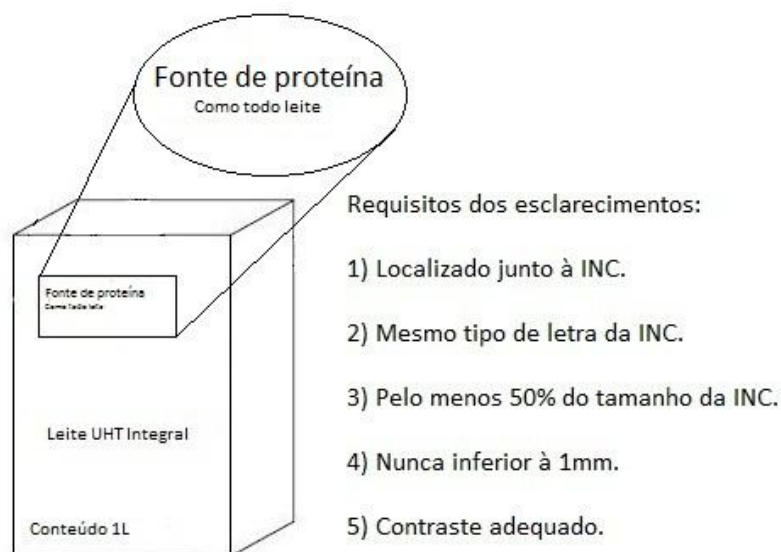 Fonte de proteína
Como todo leite
Requisitos dos esclarecimentos:
1) Localizado junto à INC.
Fonte de proteína
Como todo leite
2) Mesmo tipo de letra da INC.
3) Pelo menos 50% do tamanho da INC.
Leite UHT Integral
4) Nunca inferior à 1mm.
Conteúdo 1L
5) Contraste adequado.